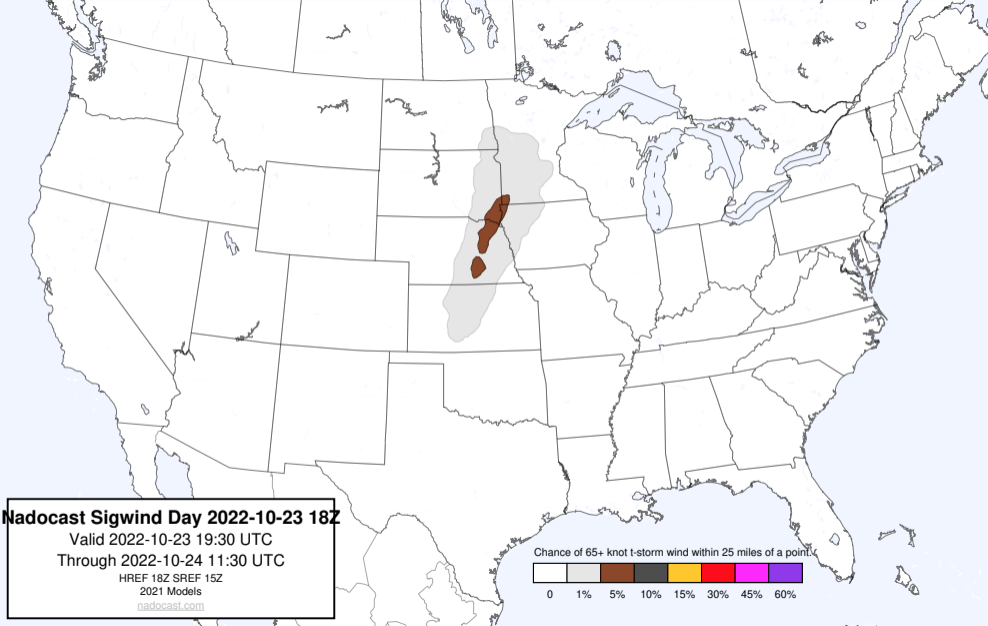 Nadocast Sigwind Day 2022-10-23 18Z
Valid 2022-10-23 19:30 UTC
Through 2022-10-24 11:30 UTC
HREF 18Z SREF 15Z
2021 Models
nadocast.com
Chance of 65+ knot t-storm wind within 25 miles of a point.
0 1% 5% 10% 15% 30% 45% 60%